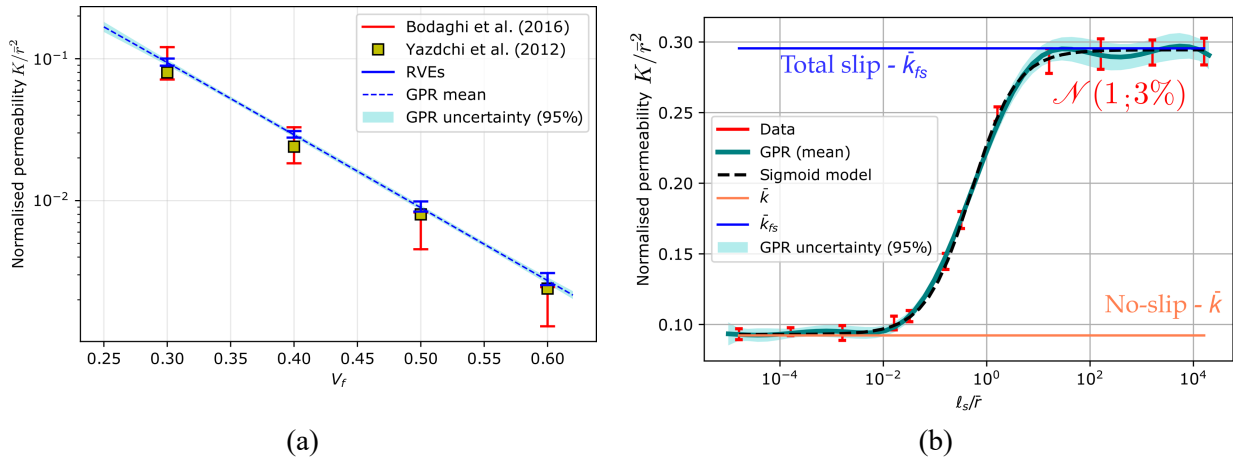 Normalised permeability K/r̄²
10⁻¹
10⁻²
0.25 0.30 0.35 0.40 0.45 0.50 0.55 0.60
V_f
Bodaghi et al. (2016)
Yazdchi et al. (2012)
RVEs
GPR mean
GPR uncertainty (95%)
(a)
Normalised permeability K/r̄²
0.30
0.25
0.20
0.15
0.10
10⁻⁴ 10⁻² 10⁰ 10² 10⁴
ℓ_s/r̄
Total slip - k̄_fs
𝒩(1;3%)
Data
GPR (mean)
Sigmoid model
k̄
k̄_fs
GPR uncertainty (95%)
No-slip - k̄
(b)